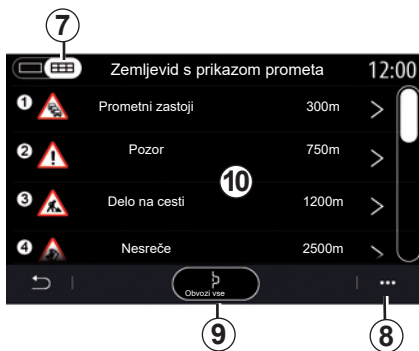 7
Zemljevid s prikazom prometa 12:00
1 Prometni zastoji 300m
2 Pozor 750m
10
3 Delo na cesti 1200m
4 Nesreče 2500m
Obvozi vse
9 8